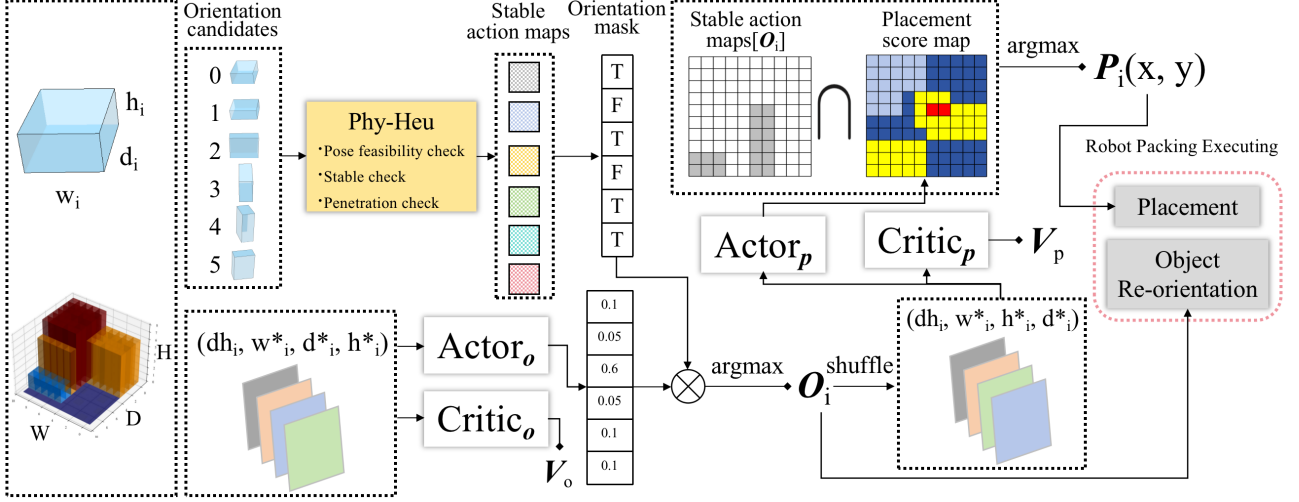 Orientation
candidates
Stable
action maps
Orientation
mask
Stable action
maps[Oᵢ]
Placement
score map
argmax
Pᵢ(x, y)
hᵢ
dᵢ
wᵢ
0
1
2
3
4
5
Phy-Heu
·Pose feasibility check
·Stable check
·Penetration check
T
F
T
F
T
T
Robot Packing Executing
Placement
Object
Re-orientation
Actorₚ
Criticₚ
Vₚ
H
D
W
(dhᵢ, w*ᵢ, d*ᵢ, h*ᵢ)
Actorₒ
Criticₒ
Vₒ
0.1
0.05
0.6
0.05
0.1
0.1
argmax
Oᵢ
shuffle
(dhᵢ, w*ᵢ, h*ᵢ, d*ᵢ)